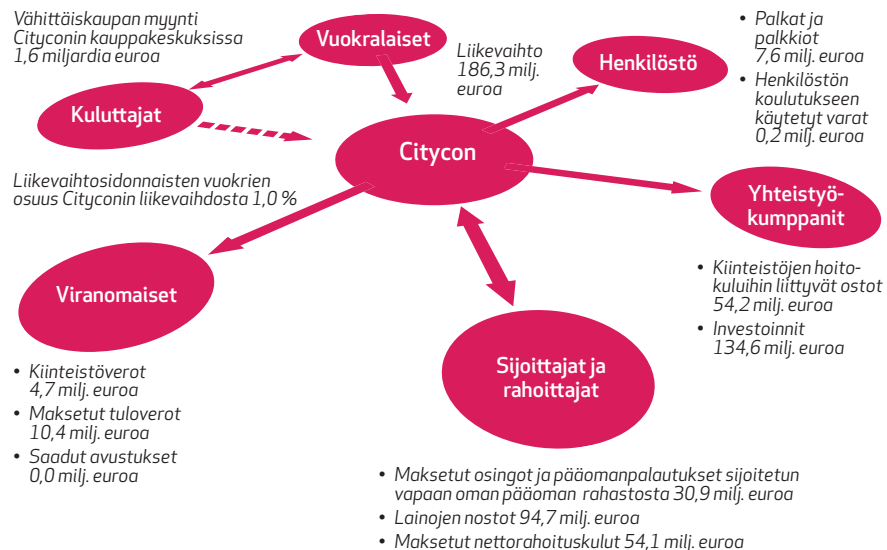 Vähittäiskaupan myynti
Cityconin kauppakeskuksissa
1,6 miljardia euroa
Vuokralaiset
Liikevaihto
186,3 milj.
euroa
Henkilöstö
• Palkat ja
palkkiot
7,6 milj. euroa
• Henkilöstön
koulutukseen
käytetyt varat
0,2 milj. euroa
Kuluttajat
Citycon
Liikevaihtosidonnaisten vuokrien
osuus Cityconin liikevaihdosta 1,0 %
Yhteistyö-
kumppanit
• Kiinteistöjen hoito-
kuluihin liittyvät ostot
54,2 milj. euroa
• Investoinnit
134,6 milj. euroa
Viranomaiset
• Kiinteistöverot
4,7 milj. euroa
• Maksetut tuloverot
10,4 milj. euroa
• Saadut avustukset
0,0 milj. euroa
Sijoittajat ja
rahoittajat
• Maksetut osingot ja pääomanpalautukset sijoitetun
vapaan oman pääoman rahastosta 30,9 milj. euroa
• Lainojen nostot 94,7 milj. euroa
• Maksetut nettorahoituskulut 54,1 milj. euroa